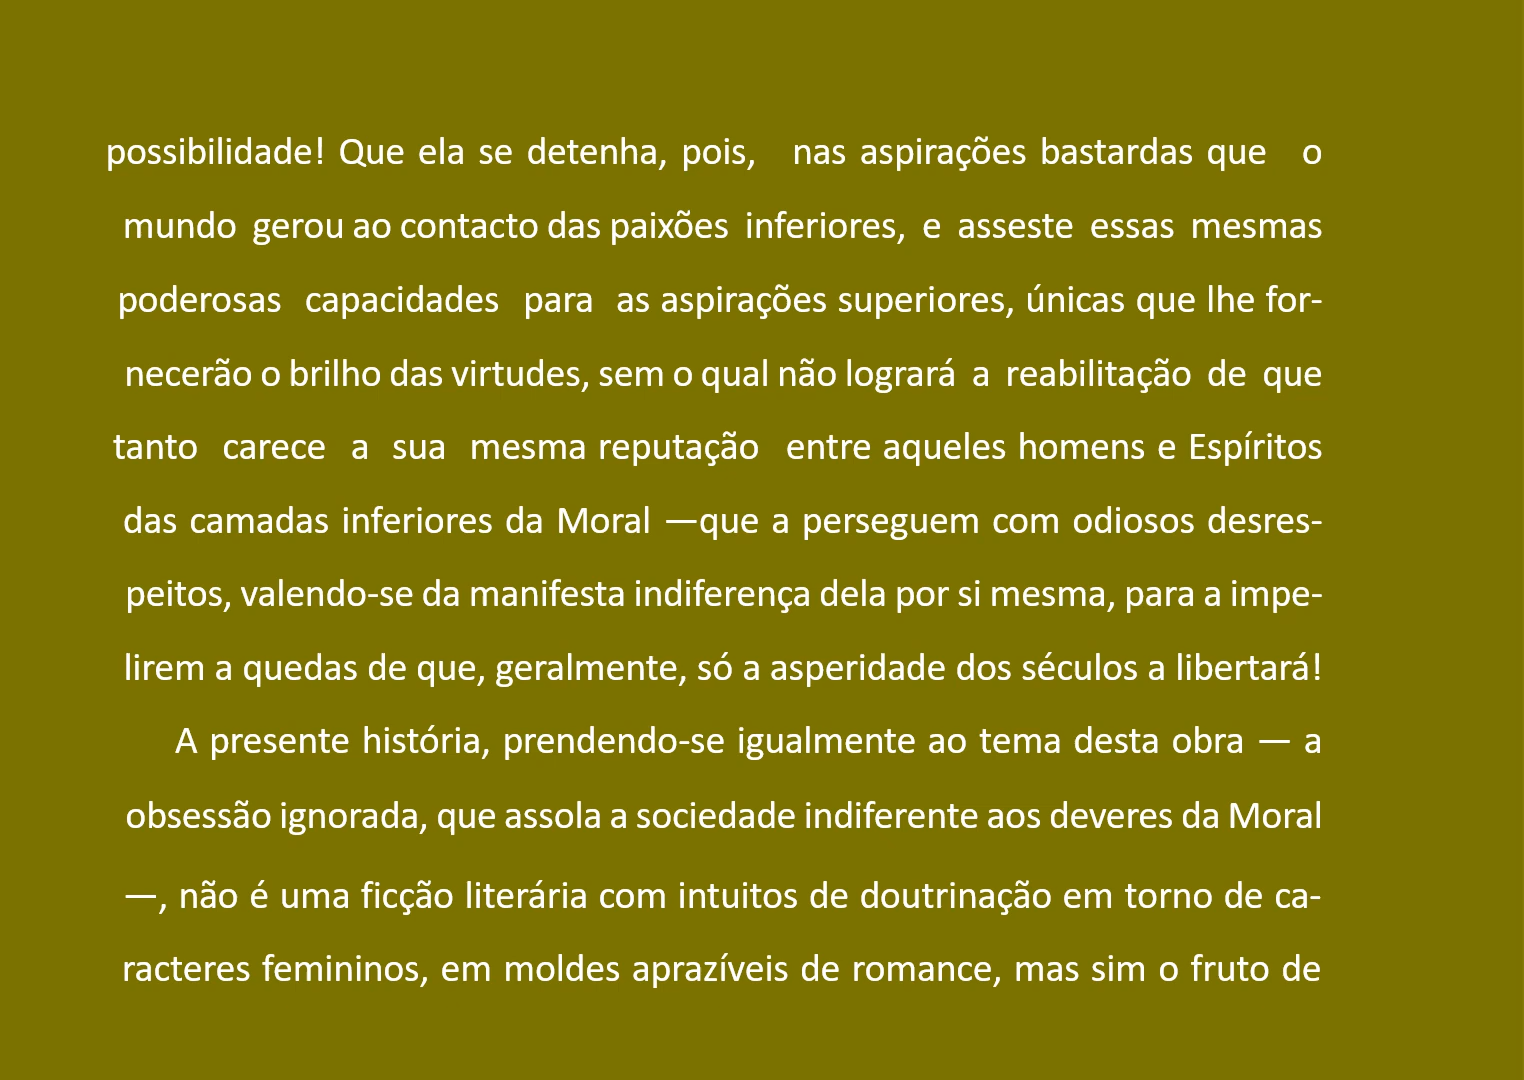 possibilidade! Que ela se detenha, pois, nas aspirações bastardas que o
mundo gerou ao contacto das paixões inferiores, e asseste essas mesmas
poderosas capacidades para as aspirações superiores, únicas que lhe for-
necerão o brilho das virtudes, sem o qual não logrará a reabilitação de que
tanto carece a sua mesma reputação entre aqueles homens e Espíritos
das camadas inferiores da Moral —que a perseguem com odiosos desres-
peitos, valendo-se da manifesta indiferença dela por si mesma, para a impe-
lirem a quedas de que, geralmente, só a asperidade dos séculos a libertará!
A presente história, prendendo-se igualmente ao tema desta obra — a
obsessão ignorada, que assola a sociedade indiferente aos deveres da Moral
—, não é uma ficção literária com intuitos de doutrinação em torno de ca-
racteres femininos, em moldes aprazíveis de romance, mas sim o fruto de